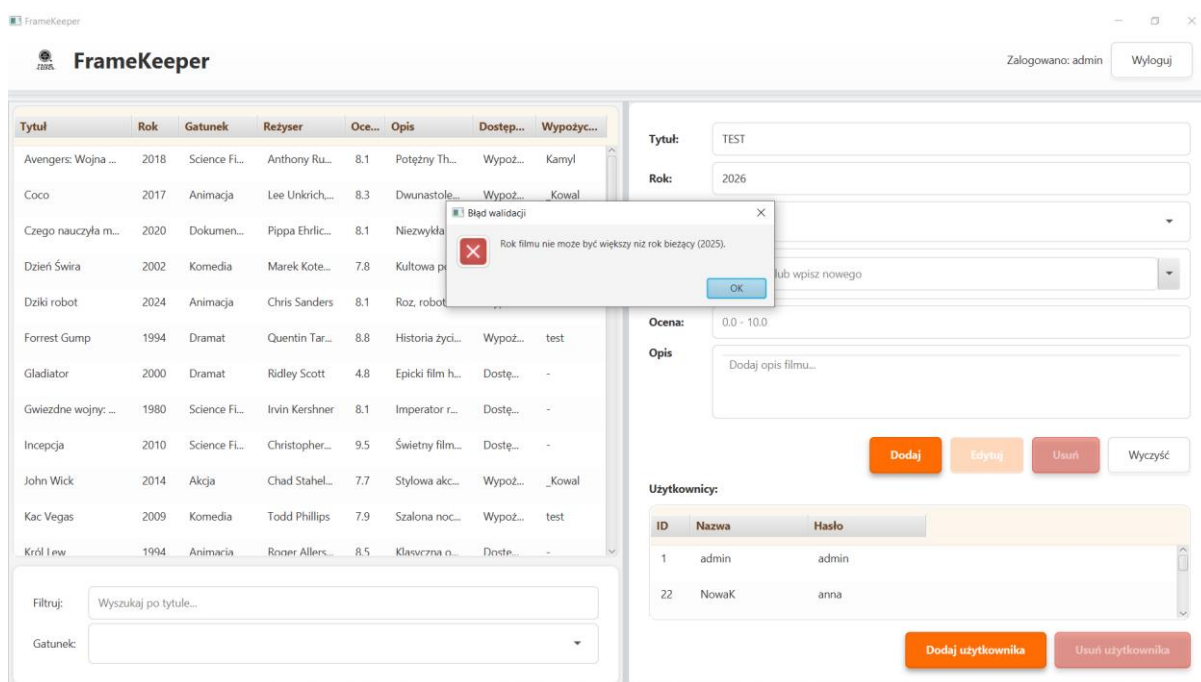 FrameKeeper
FrameKeeper
Zalogowano: admin
Wyloguj
Tytuł Rok Gatunek Reżyser Oce... Opis Dostęp... Wypożyc...
Avengers: Wojna ... 2018 Science Fi... Anthony Ru... 8.1 Potężny Th... Wypoż... Kamyl
Coco 2017 Animacja Lee Unkrich,... 8.3 Dwunastole... Wypoż... _Kowal
Czego nauczyła m... 2020 Dokumen... Pippa Ehrlic... 8.1 Niezwykła
Dzień Świra 2002 Komedia Marek Kote... 7.8 Kultowa
Dziki robot 2024 Animacja Chris Sanders 8.1 Roz, robot
Forrest Gump 1994 Dramat Quentin Tar... 8.8 Historia życi... Wypoż... test
Gladiator 2000 Dramat Ridley Scott 4.8 Epicki film h... Dostę... -
Gwiezdne wojny: ... 1980 Science Fi... Irvin Kershner 8.1 Imperator r... Dostę... -
Incepcja 2010 Science Fi... Christopher... 9.5 Świetny film... Dostę... -
John Wick 2014 Akcja Chad Stahel... 7.7 Stylowa akc... Wypoż... _Kowal
Kac Vegas 2009 Komedia Todd Phillips 7.9 Szalona noc... Wypoż... test
Król Lew 1994 Animacja Roger Allers... 8.5 Klasyczna o... Dostę... -
Filtruj: Wyszukaj po tytule...
Gatunek:
Błąd walidacji
Rok filmu nie może być większy niż rok bieżący (2025).
OK
Tytuł: TEST
Rok: 2026
lub wpisz nowego
Ocena: 0.0 - 10.0
Opis Dodaj opis filmu...
Dodaj Edytuj Usuń Wyczyść
Użytkownicy:
ID Nazwa Hasło
1 admin admin
22 NowaK anna
Dodaj użytkownika Usuń użytkownika